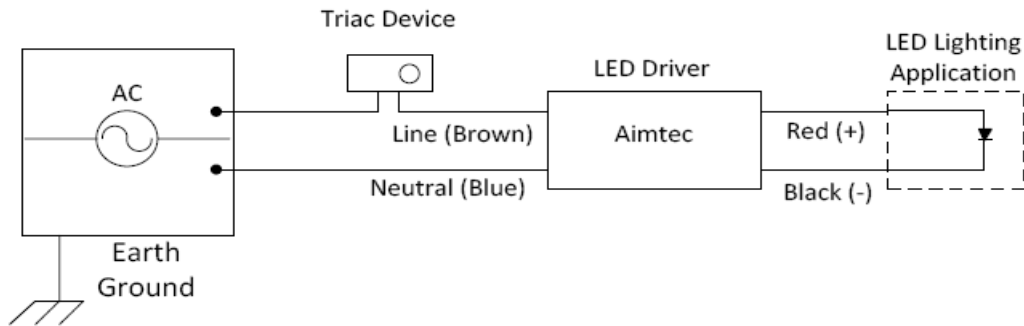 Triac Device
AC
Line (Brown)
Neutral (Blue)
Earth
Ground
LED Driver
Aimtec
Red (+)
Black (-)
LED Lighting
Application